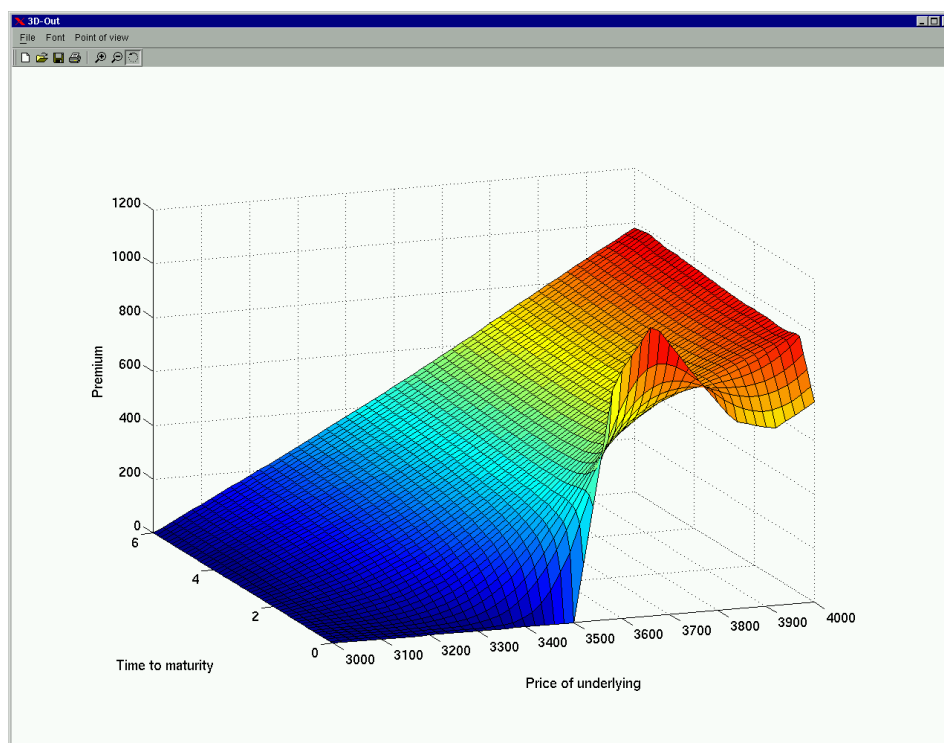 3D-Out
File Font Point of view
1200
1000
800
600
400
200
0
Premium
6
4
2
0
Time to maturity
3000 3100 3200 3300 3400 3500 3600 3700 3800 3900 4000
Price of underlying